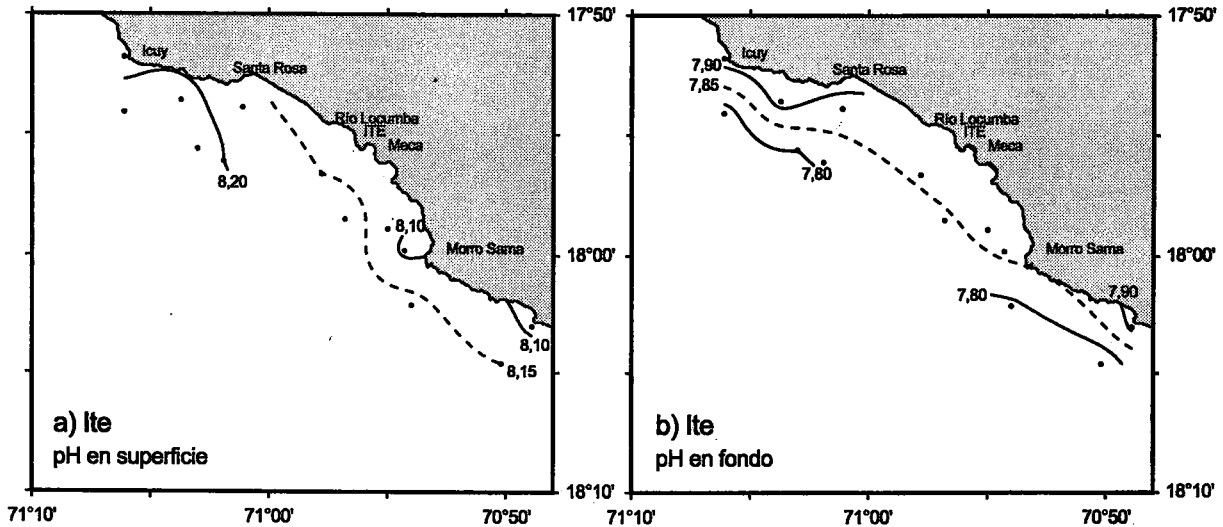 Icuy
Santa Rosa
Río Locumba
ITE
Meca
8,20
8,10
Morro Sama
8,10
8,15
a) Ite
pH en superficie
71°10'
71°00'
70°50'
17°50'
18°00'
18°10'
7,90
Icuy
7,85
Santa Rosa
Río Locumba
ITE
Meca
7,80
Morro Sama
7,80
7,90
b) Ite
pH en fondo
71°10'
71°00'
70°50'
17°50'
18°00'
18°10'